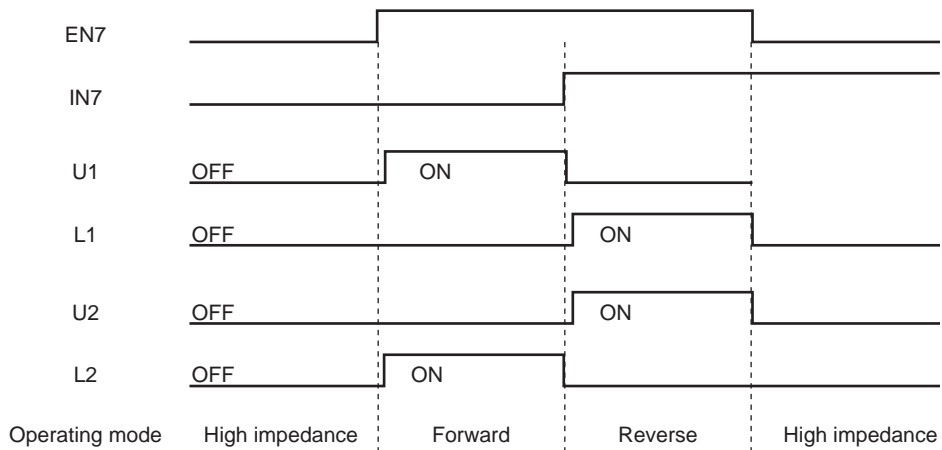 EN7
IN7
U1 OFF ON
L1 OFF ON
U2 OFF ON
L2 OFF ON
Operating mode High impedance Forward Reverse High impedance